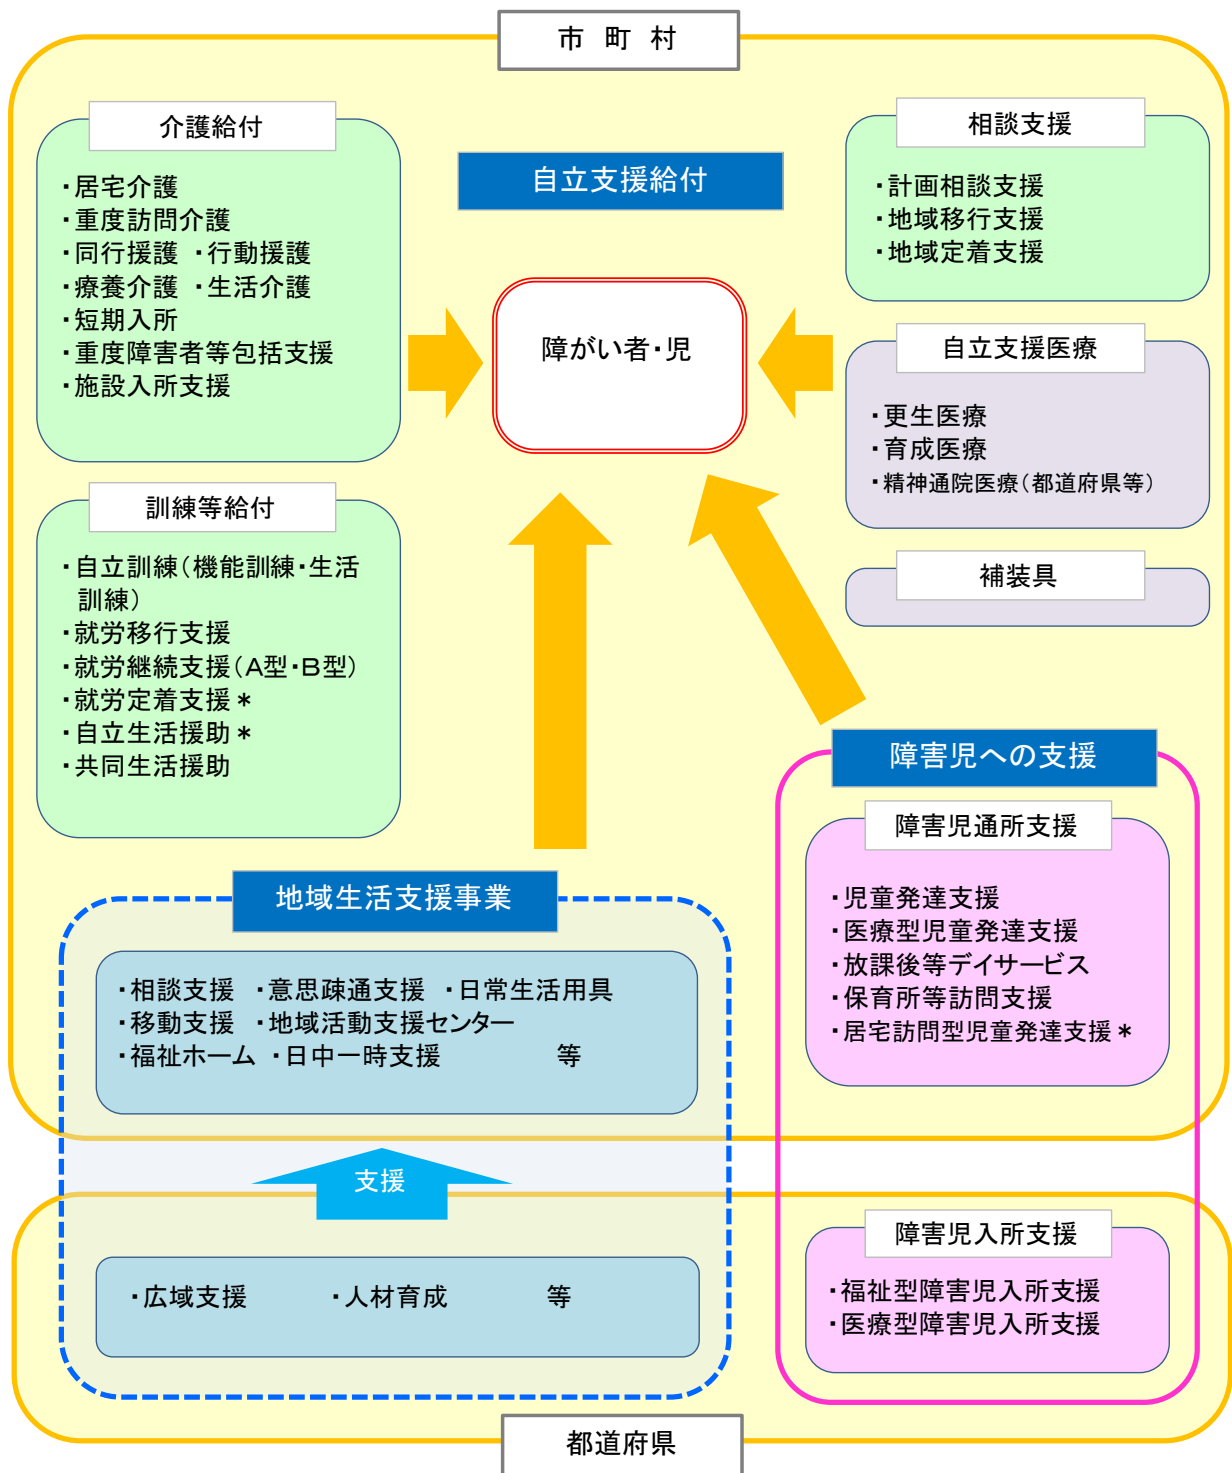 市 町 村
介護給付
・居宅介護
・重度訪問介護
・同行援護 ・行動援護
・療養介護 ・生活介護
・短期入所
・重度障害者等包括支援
・施設入所支援
自立支援給付
相談支援
・計画相談支援
・地域移行支援
・地域定着支援
障がい者・児
自立支援医療
・更生医療
・育成医療
・精神通院医療(都道府県等)
訓練等給付
・自立訓練(機能訓練・生活
訓練)
・就労移行支援
・就労継続支援(A型・B型)
・就労定着支援*
・自立生活援助*
・共同生活援助
補装具
障害児への支援
障害児通所支援
・児童発達支援
・医療型児童発達支援
・放課後等デイサービス
・保育所等訪問支援
・居宅訪問型児童発達支援*
地域生活支援事業
・相談支援 ・意思疎通支援 ・日常生活用具
・移動支援 ・地域活動支援センター
・福祉ホーム ・日中一時支援 等
支援
・広域支援 ・人材育成 等
障害児入所支援
・福祉型障害児入所支援
・医療型障害児入所支援
都道府県